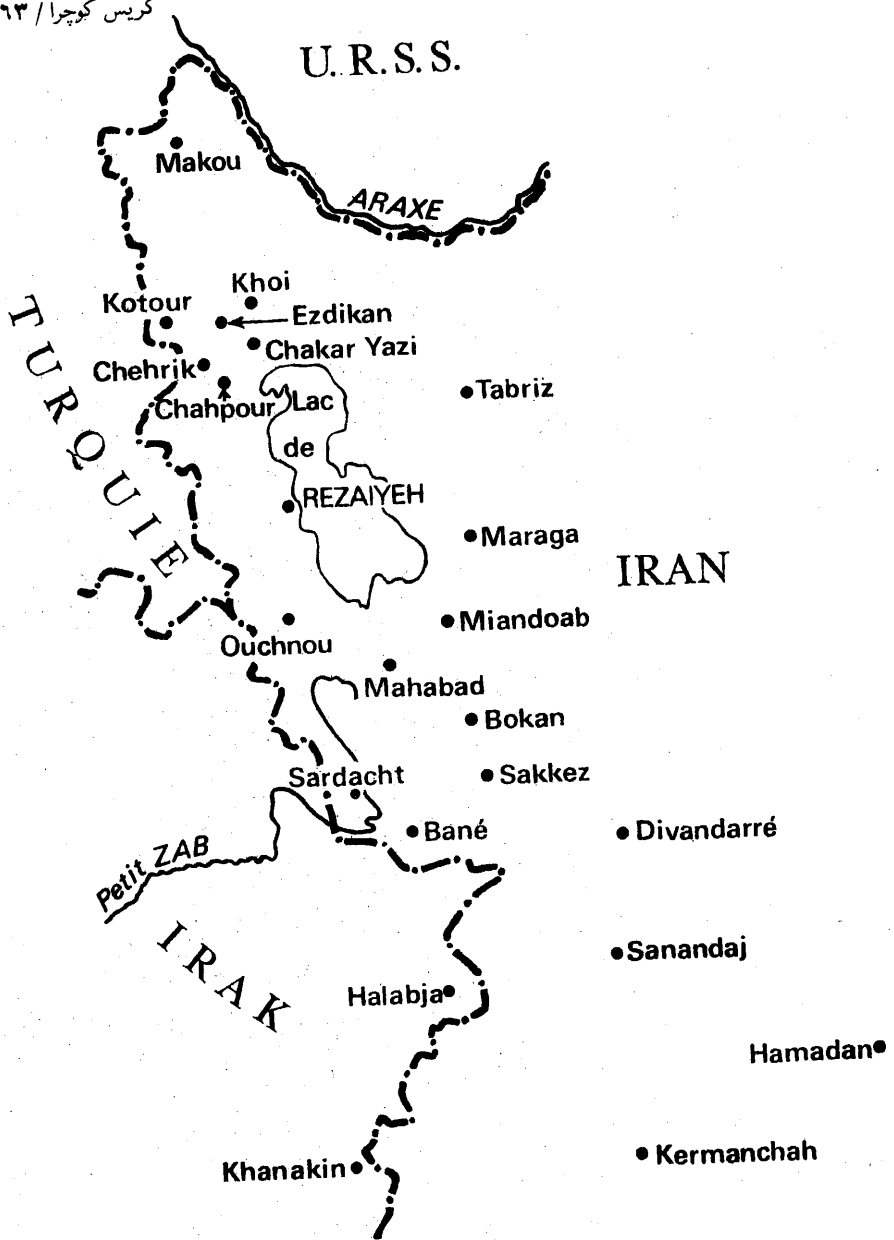 کریس کوچرا / ٦٣
U.R.S.S.
Makou
ARAXE
Khoi
Kotour
Ezdikan
Chakar Yazi
Chehrik
Chahpour
Lac
de
REZAIYEH
Tabriz
TURQUIE
Maraga
IRAN
Miandoab
Ouchnou
Mahabad
Bokan
Sardacht
Sakkez
Bané
Divandarré
Petit ZAB
IRAK
Sanandaj
Halabja
Hamadan
Khanakin
Kermanchah